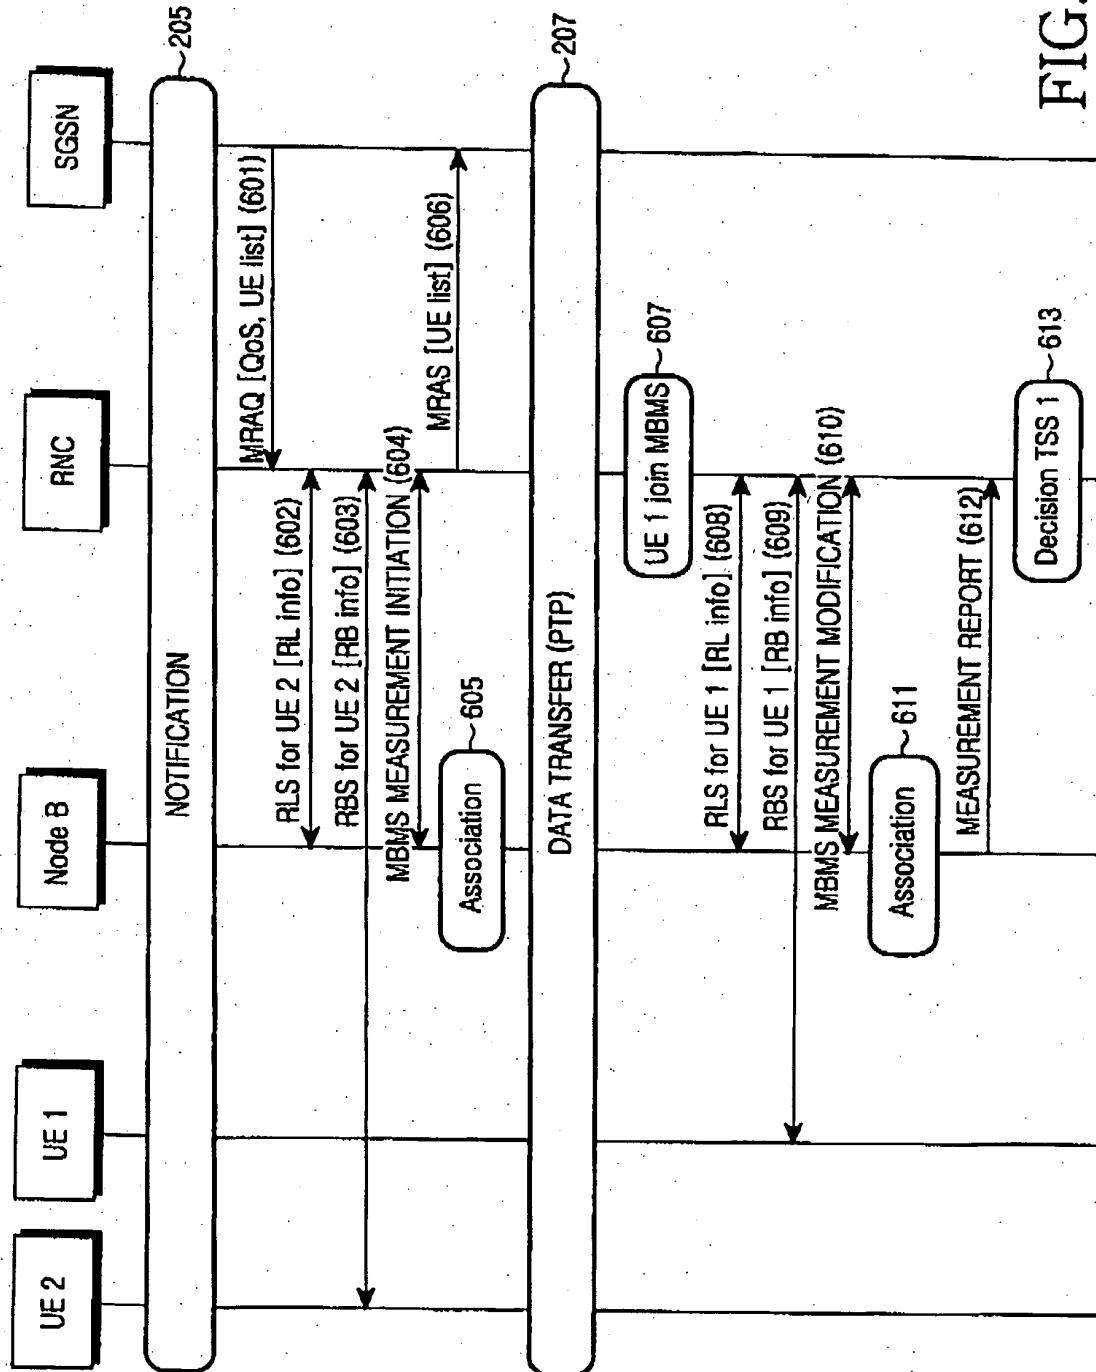 UE 2
UE 1
Node B
RNC
SGSN
NOTIFICATION
205
MRAQ [QoS, UE list] (601)
RLS for UE 2 [RL info] (602)
RBS for UE 2 [RB info] (603)
MBMS MEASUREMENT INITIATION (604)
Association
605
MRAS [UE list] (606)
DATA TRANSFER (PTP)
207
UE 1 join MBMS
607
RLS for UE 1 [RL info] (608)
RBS for UE 1 [RB info] (609)
MBMS MEASUREMENT MODIFICATION (610)
Association
611
MEASUREMENT REPORT (612)
Decision TSS 1
613
FIG.